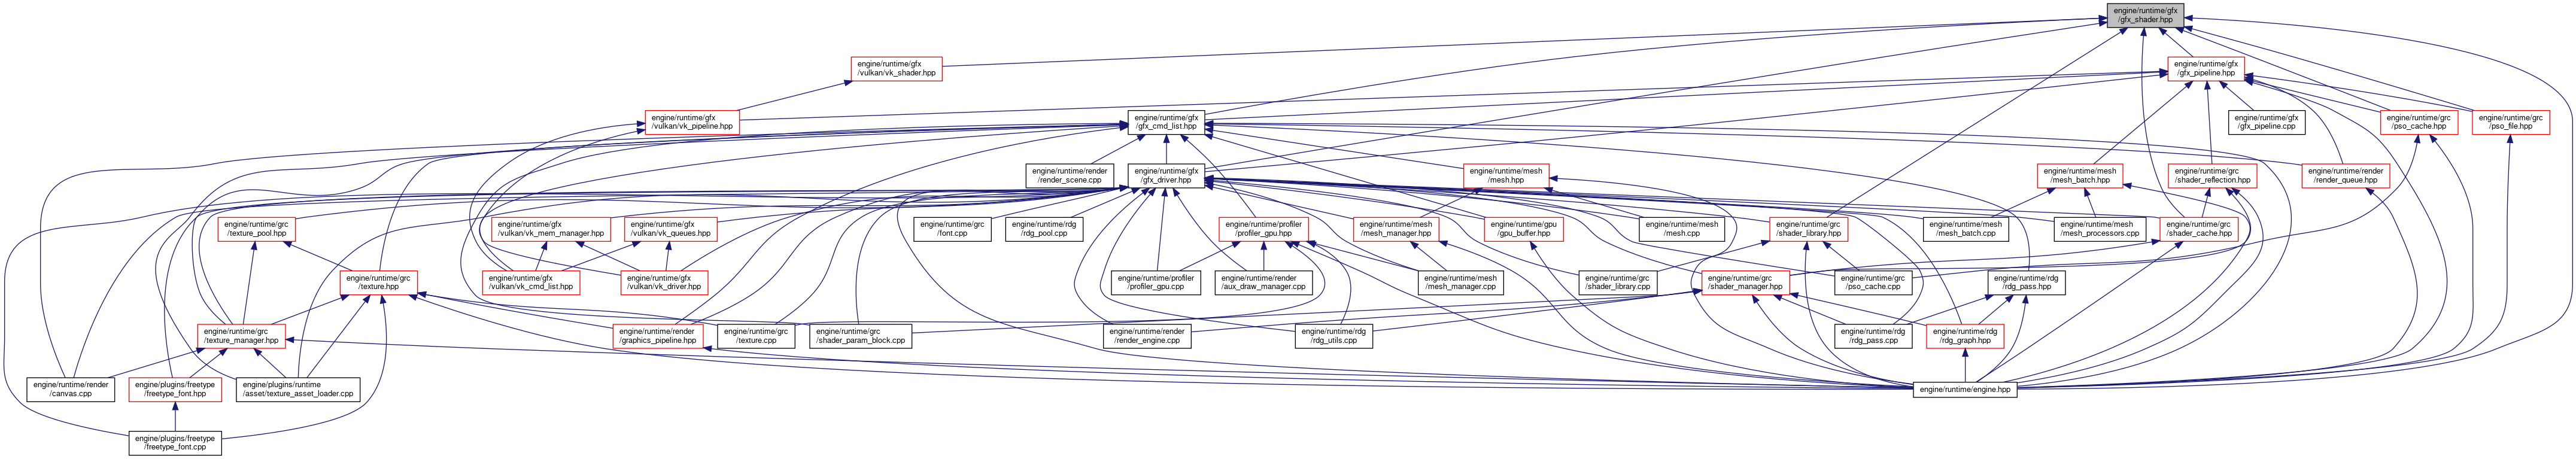 engine/runtime/gfx
/gfx_shader.hpp
engine/runtime/gfx
/vulkan/vk_shader.hpp
engine/runtime/gfx
/gfx_pipeline.hpp
engine/runtime/gfx
/vulkan/vk_pipeline.hpp
engine/runtime/gfx
/gfx_cmd_list.hpp
engine/runtime/gfx
/gfx_pipeline.cpp
engine/runtime/grc
/pso_cache.hpp
engine/runtime/grc
/pso_file.hpp
engine/runtime/render
/render_scene.cpp
engine/runtime/gfx
/gfx_driver.hpp
engine/runtime/mesh
/mesh.hpp
engine/runtime/mesh
/mesh_batch.hpp
engine/runtime/grc
/shader_reflection.hpp
engine/runtime/render
/render_queue.hpp
engine/runtime/grc
/texture_pool.hpp
engine/runtime/gfx
/vulkan/vk_mem_manager.hpp
engine/runtime/gfx
/vulkan/vk_queues.hpp
engine/runtime/grc
/font.cpp
engine/runtime/rdg
/rdg_pool.cpp
engine/runtime/profiler
/profiler_gpu.hpp
engine/runtime/mesh
/mesh_manager.hpp
engine/runtime/gpu
/gpu_buffer.hpp
engine/runtime/mesh
/mesh.cpp
engine/runtime/grc
/shader_library.hpp
engine/runtime/mesh
/mesh_batch.cpp
engine/runtime/mesh
/mesh_processors.cpp
engine/runtime/grc
/shader_cache.hpp
engine/runtime/grc
/texture.hpp
engine/runtime/gfx
/vulkan/vk_cmd_list.hpp
engine/runtime/gfx
/vulkan/vk_driver.hpp
engine/runtime/profiler
/profiler_gpu.cpp
engine/runtime/render
/aux_draw_manager.cpp
engine/runtime/mesh
/mesh_manager.cpp
engine/runtime/grc
/shader_library.cpp
engine/runtime/grc
/shader_manager.hpp
engine/runtime/grc
/pso_cache.cpp
engine/runtime/rdg
/rdg_pass.hpp
engine/runtime/grc
/texture_manager.hpp
engine/runtime/render
/graphics_pipeline.hpp
engine/runtime/grc
/texture.cpp
engine/runtime/grc
/shader_param_block.cpp
engine/runtime/render
/render_engine.cpp
engine/runtime/rdg
/rdg_utils.cpp
engine/runtime/rdg
/rdg_pass.cpp
engine/runtime/rdg
/rdg_graph.hpp
engine/runtime/render
/canvas.cpp
engine/plugins/freetype
/freetype_font.hpp
engine/plugins/runtime
/asset/texture_asset_loader.cpp
engine/runtime/engine.hpp
engine/plugins/freetype
/freetype_font.cpp